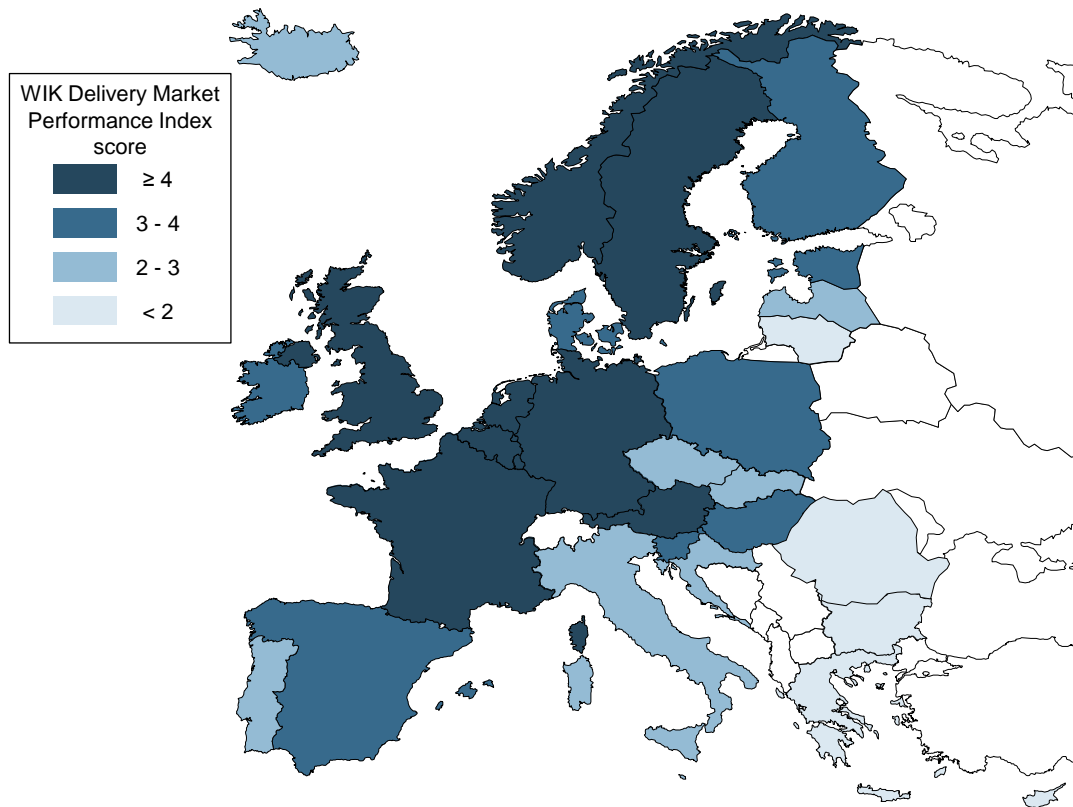 WIK Delivery Market
Performance Index
score
≥ 4
3 - 4
2 - 3
< 2